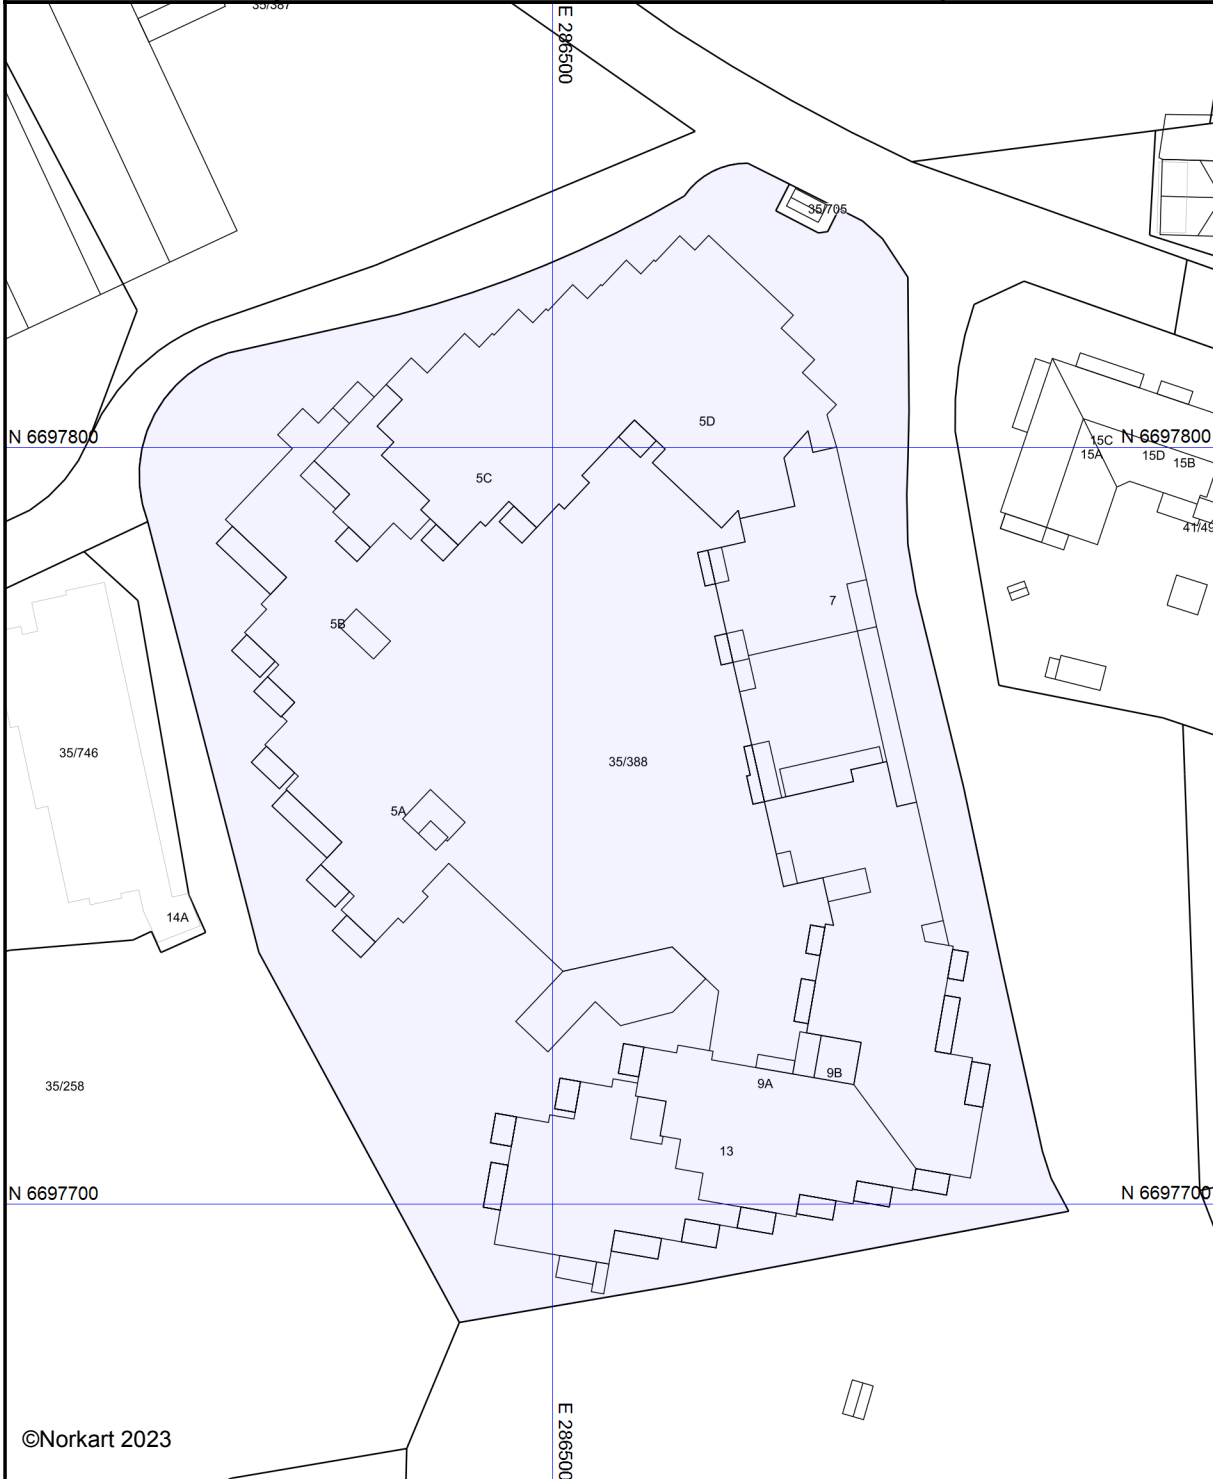 35/387
E 286500
35/705
5D
N 6697800
15C
N 6697800
15A
15D
15B
5C
41/49
7
5B
35/746
35/388
5A
14A
35/258
9A
9B
13
N 6697700
N 6697700
E 286500
©Norkart 2023